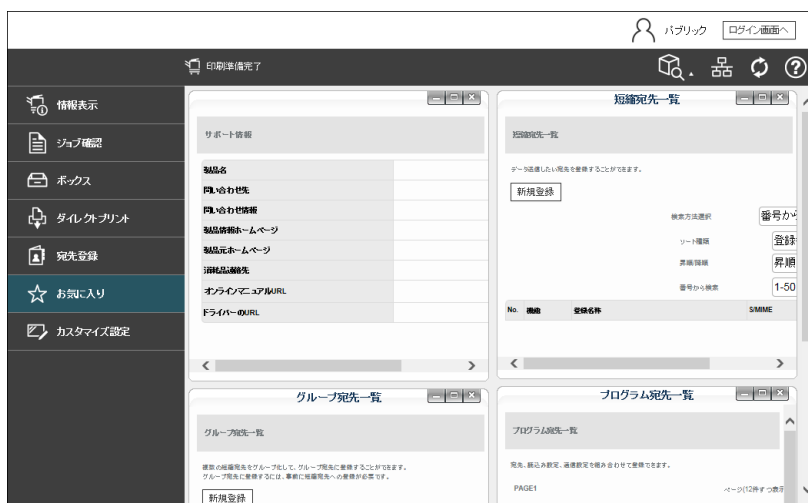 パブリック
ログイン画面へ
印刷準備完了
情報表示
ジョブ確認
ボックス
ダイレクトプリント
宛先登録
お気に入り
カスタマイズ設定
サポート情報
製品名
問い合わせ先
問い合わせ情報
製品情報ホームページ
製品元ホームページ
消耗品連絡先
オンラインマニュアルURL
ドライバーのURL
短縮宛先一覧
短縮宛先一覧
データ送信したい宛先を登録することができます。
新規登録
検索方法選択
番号か
ソート種類
登録
昇順/降順
昇順
番号から検索
1-50
No. 機能 登録名称 S/MIME
グループ宛先一覧
グループ宛先一覧
複数の短縮宛先をグループ化して、グループ宛先に登録することができます。
グループ宛先に登録するには、事前に短縮宛先への登録が必要です。
新規登録
プログラム宛先一覧
プログラム宛先一覧
宛先、読込み設定、通信設定を組み合わせて登録できます。
PAGE1
ページ(12件ずつ表示